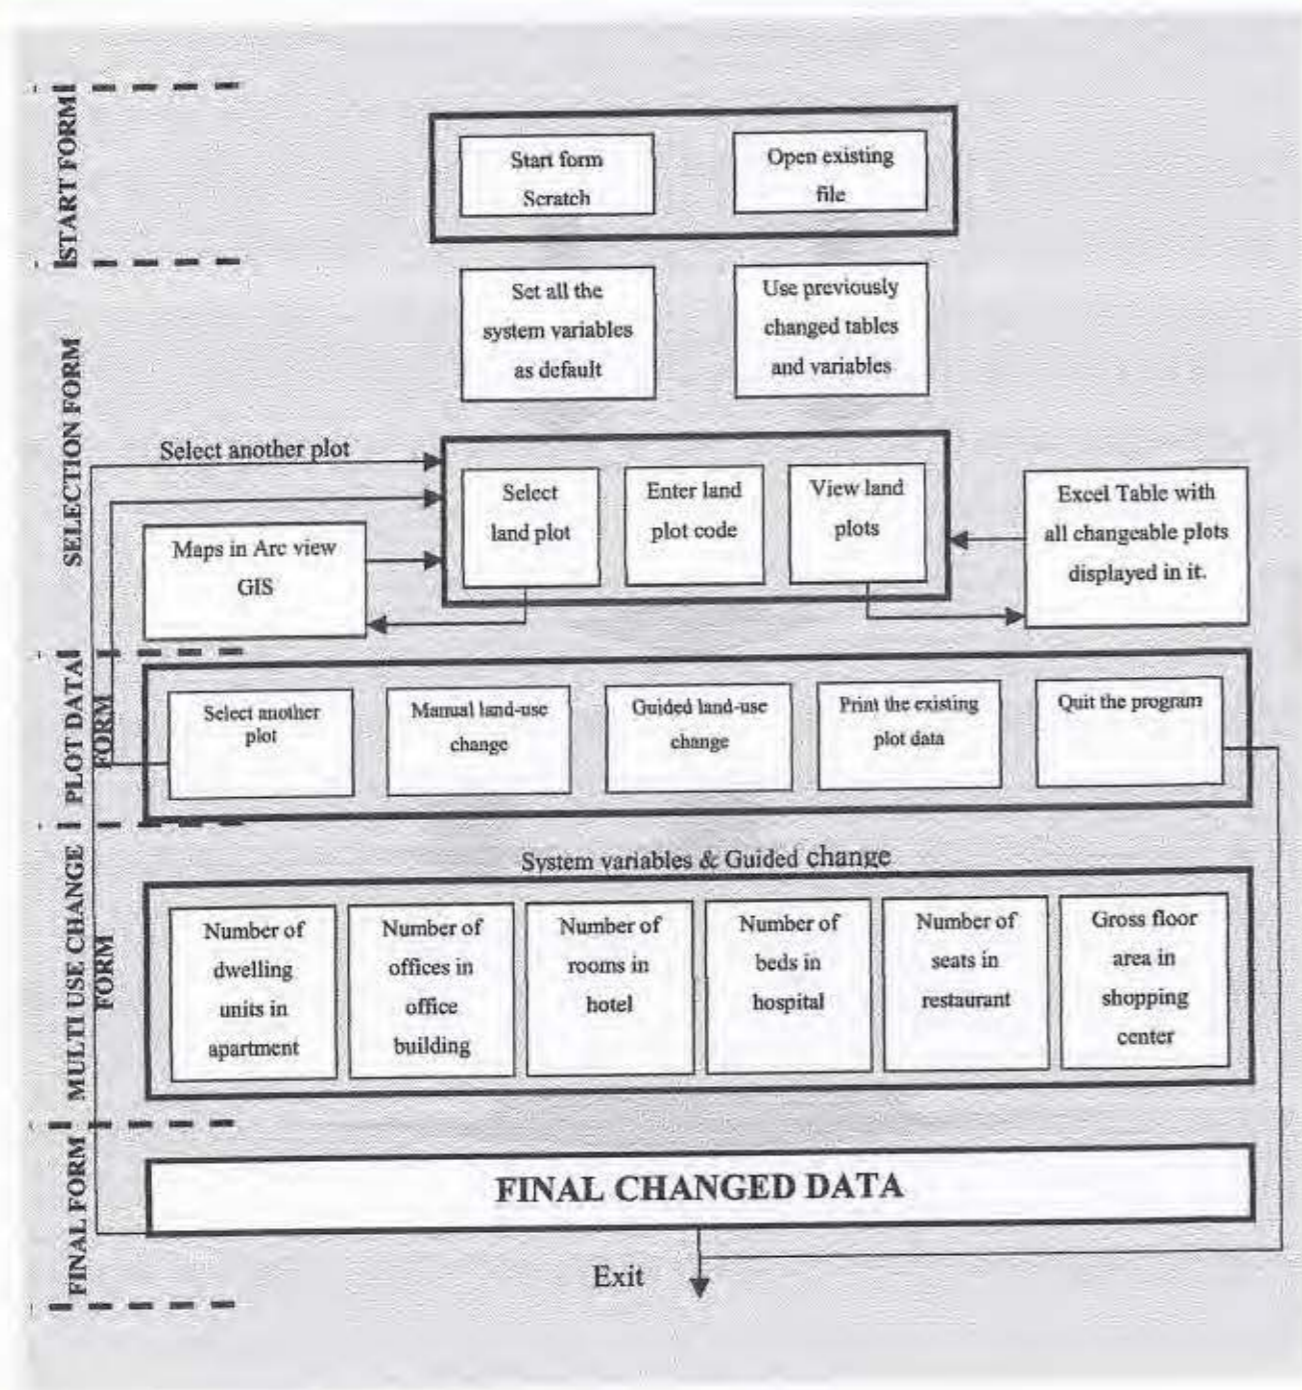 START FORM
Start form
Scratch
Open existing
file
SELECTION FORM
Set all the
system variables
as default
Use previously
changed tables
and variables
Select another plot
Maps in Arc view
GIS
Select
land plot
Enter land
plot code
View land
plots
Excel Table with
all changeable plots
displayed in it.
PLOT DATA
FORM
Select another
plot
Manual land-use
change
Guided land-use
change
Print the existing
plot data
Quit the program
MULTI USE CHANGE
FORM
System variables & Guided change
Number of
dwelling
units in
apartment
Number of
offices in
office
building
Number of
rooms in
hotel
Number of
beds in
hospital
Number of
seats in
restaurant
Gross floor
area in
shopping
center
FINAL FORM
FINAL CHANGED DATA
Exit